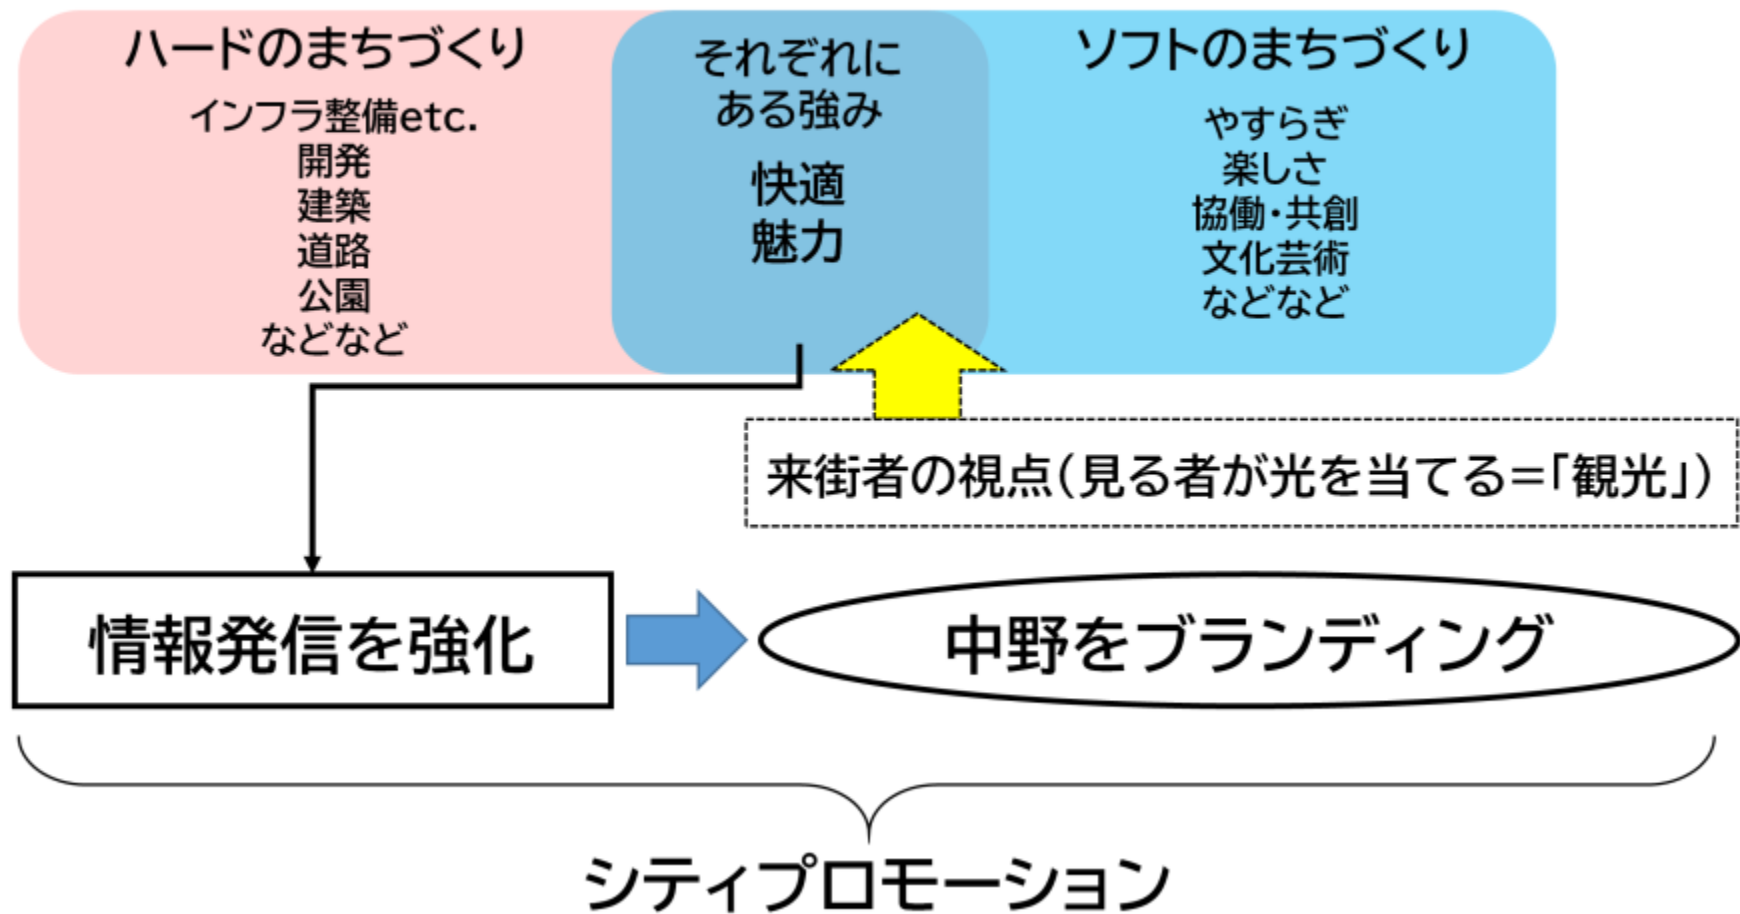 ハードのまちづくり
インフラ整備etc.
開発
建築
道路
公園
などなど
それぞれに
ある強み
快適
魅力
ソフトのまちづくり
やすらぎ
楽しさ
協働・共創
文化芸術
などなど
来街者の視点(見る者が光を当てる=「観光」)
情報発信を強化
中野をブランディング
シティプロモーション